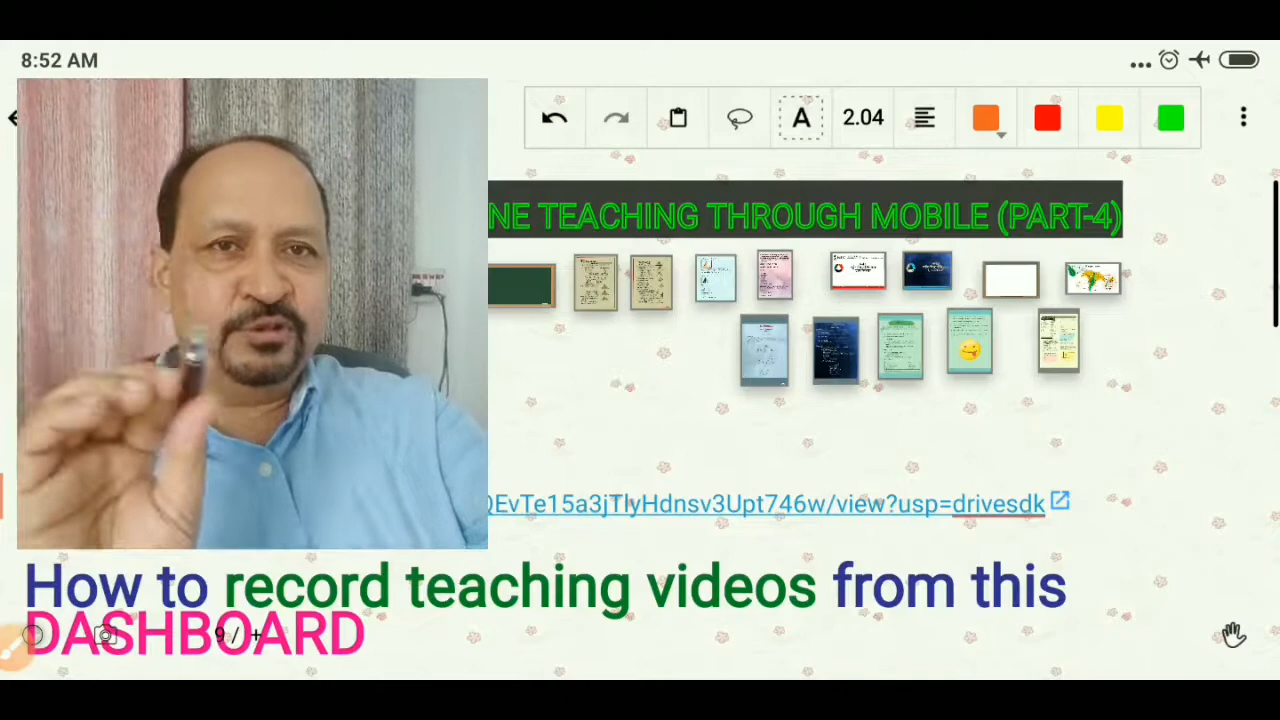 8:52 AM
A 2.04
NE TEACHING THROUGH MOBILE (PART-4)
QEvTe15a3jTlyHdnsv3Upt746w/view?usp=drivesdk
How to record teaching videos from this
DASHBOARD
9 / +